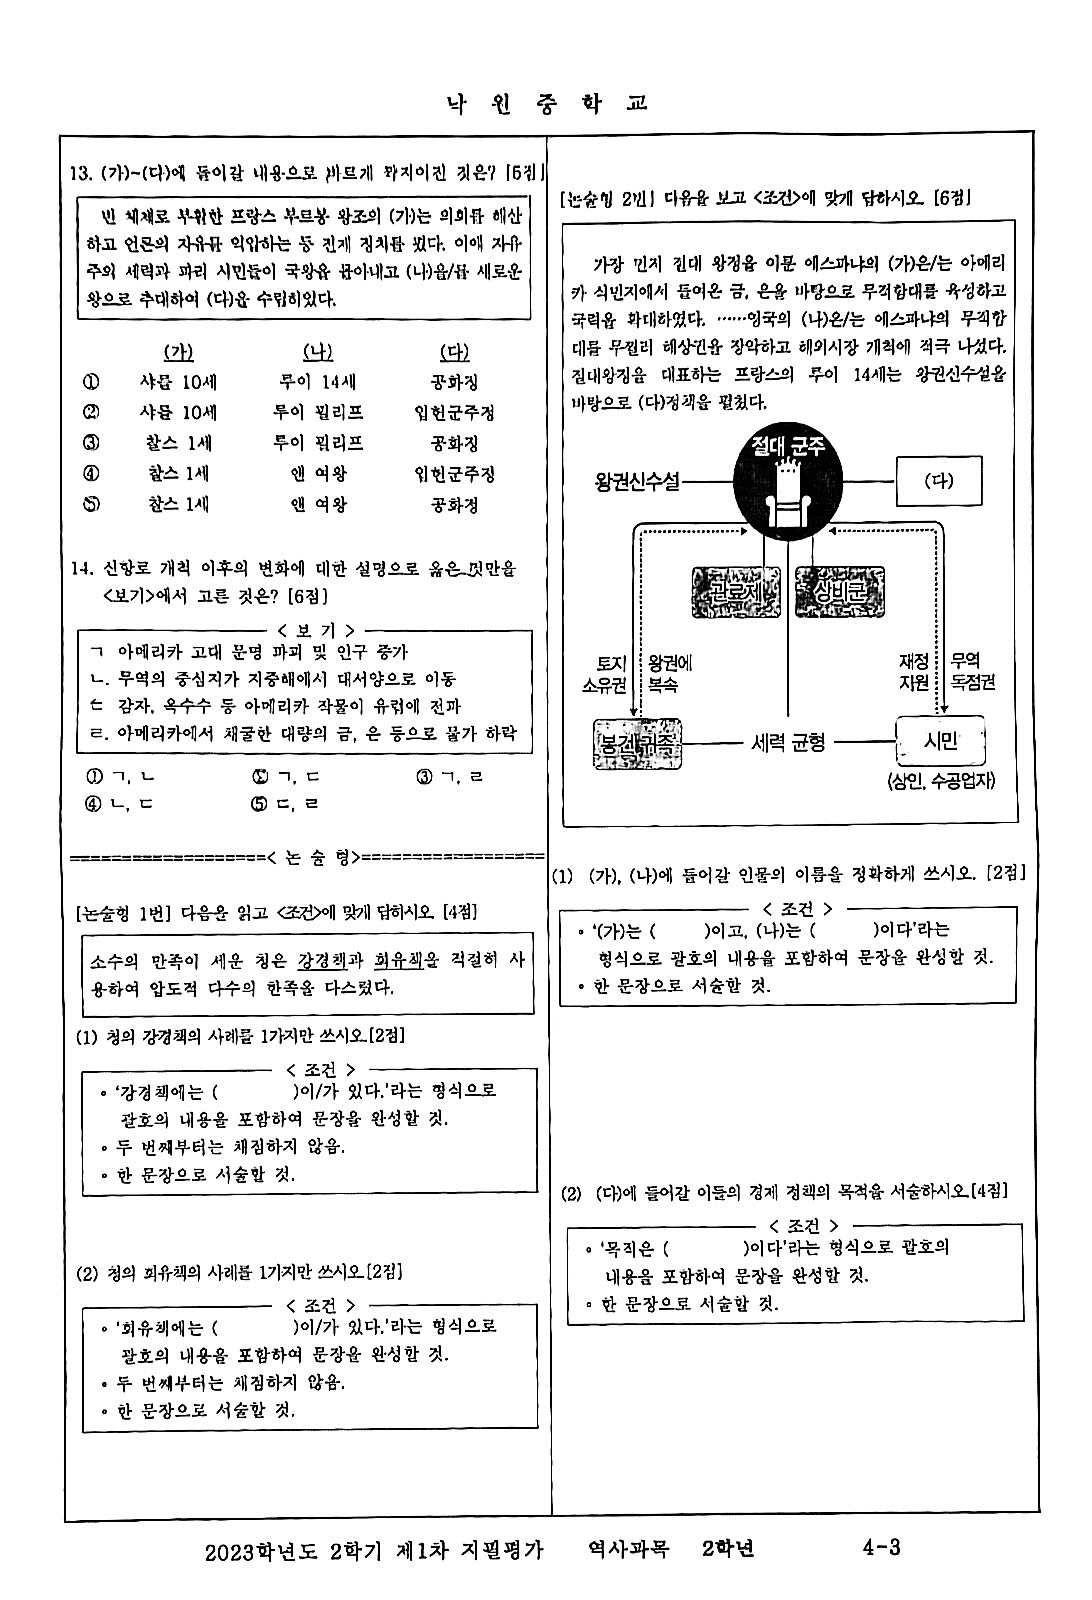 낙 원 중 학 교
13. (가)~(다)에 들어갈 내용으로 바르게 짝지어진 것은? [6점]
빈 체제로 부활한 프랑스 부르봉 왕조의 (가)는 의회를 해산
하고 언론의 자유를 억압하는 등 전제 정치를 폈다. 이에 자유
주의 세력과 파리 시민들이 국왕을 몰아내고 (나)을/를 새로운
왕으로 추대하여 (다)을 수립하였다.
(가) (나) (다)
① 샤를 10세 루이 14세 공화정
② 샤를 10세 루이 필리프 입헌군주정
③ 찰스 1세 루이 필리프 공화정
④ 찰스 1세 앤 여왕 입헌군주정
⑤ 찰스 1세 앤 여왕 공화정
14. 신항로 개척 이후의 변화에 대한 설명으로 옳은 것만을
<보기>에서 고른 것은? [6점]
< 보 기 >
ㄱ 아메리카 고대 문명 파괴 및 인구 증가
ㄴ. 무역의 중심지가 지중해에서 대서양으로 이동
ㄷ 감자, 옥수수 등 아메리카 작물이 유럽에 전파
ㄹ. 아메리카에서 채굴한 대량의 금, 은 등으로 물가 하락
① ㄱ, ㄴ ② ㄱ, ㄷ ③ ㄱ, ㄹ
④ ㄴ, ㄷ ⑤ ㄷ, ㄹ
===================< 논 술 형>==================
[논술형 1번] 다음을 읽고 <조건>에 맞게 답하시오. [4점]
소수의 만족이 세운 청은 강경책과 회유책을 적절히 사
용하여 압도적 다수의 한족을 다스렸다.
(1) 청의 강경책의 사례를 1가지만 쓰시오.[2점]
< 조건 >
◦ '강경책에는 ( )이/가 있다.'라는 형식으로
괄호의 내용을 포함하여 문장을 완성할 것.
◦ 두 번째부터는 채점하지 않음.
◦ 한 문장으로 서술할 것.
(2) 청의 회유책의 사례를 1가지만 쓰시오.[2점]
< 조건 >
◦ '회유책에는 ( )이/가 있다.'라는 형식으로
괄호의 내용을 포함하여 문장을 완성할 것.
◦ 두 번째부터는 채점하지 않음.
◦ 한 문장으로 서술할 것.
[논술형 2번] 다음을 보고 <조건>에 맞게 답하시오. [6점]
가장 먼저 절대 왕정을 이룬 에스파냐의 (가)은/는 아메리
카 식민지에서 들여온 금, 은을 바탕으로 무적함대를 육성하고
국력을 확대하였다. ……영국의 (나)은/는 에스파냐의 무적함
대를 무찔러 해상권을 장악하고 해외시장 개척에 적극 나섰다.
절대왕정을 대표하는 프랑스의 루이 14세는 왕권신수설을
바탕으로 (다)정책을 펼쳤다.
절대 군주
왕권신수설
(다)
관료제 상비군
토지 소유권
왕권에 복속
재정 자원
무역 독점권
봉건 귀족
세력 균형
시민
(상인, 수공업자)
(1) (가), (나)에 들어갈 인물의 이름을 정확하게 쓰시오. [2점]
< 조건 >
◦ '(가)는 ( )이고, (나)는 ( )이다'라는
형식으로 괄호의 내용을 포함하여 문장을 완성할 것.
◦ 한 문장으로 서술할 것.
(2) (다)에 들어갈 이들의 경제 정책의 목적을 서술하시오.[4점]
< 조건 >
◦ '목적은 ( )이다'라는 형식으로 괄호의
내용을 포함하여 문장을 완성할 것.
◦ 한 문장으로 서술할 것.
2023학년도 2학기 제1차 지필평가 역사과목 2학년 4-3